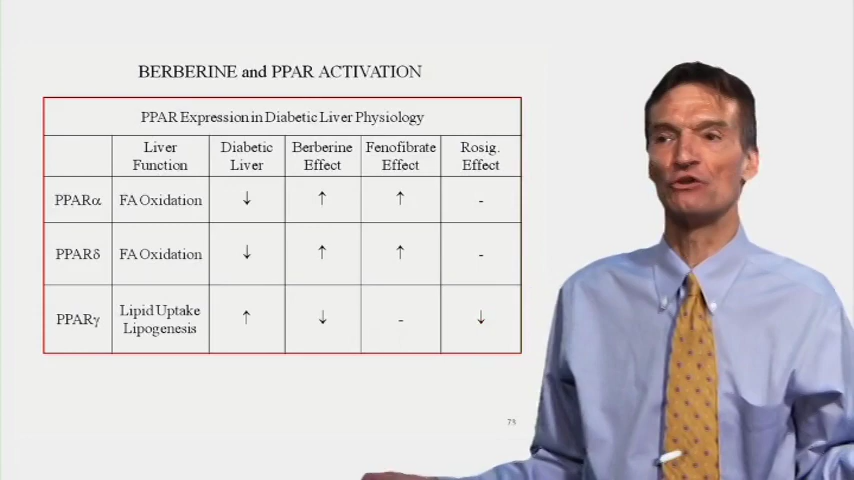 BERBERINE and PPAR ACTIVATION
PPAR Expression in Diabetic Liver Physiology
Liver Function Diabetic Liver Berberine Effect Fenofibrate Effect Rosig. Effect
PPARα FA Oxidation ↓ ↑ ↑ -
PPARδ FA Oxidation ↓ ↑ ↑ -
PPARγ Lipid Uptake Lipogenesis ↑ ↓ - ↓
73